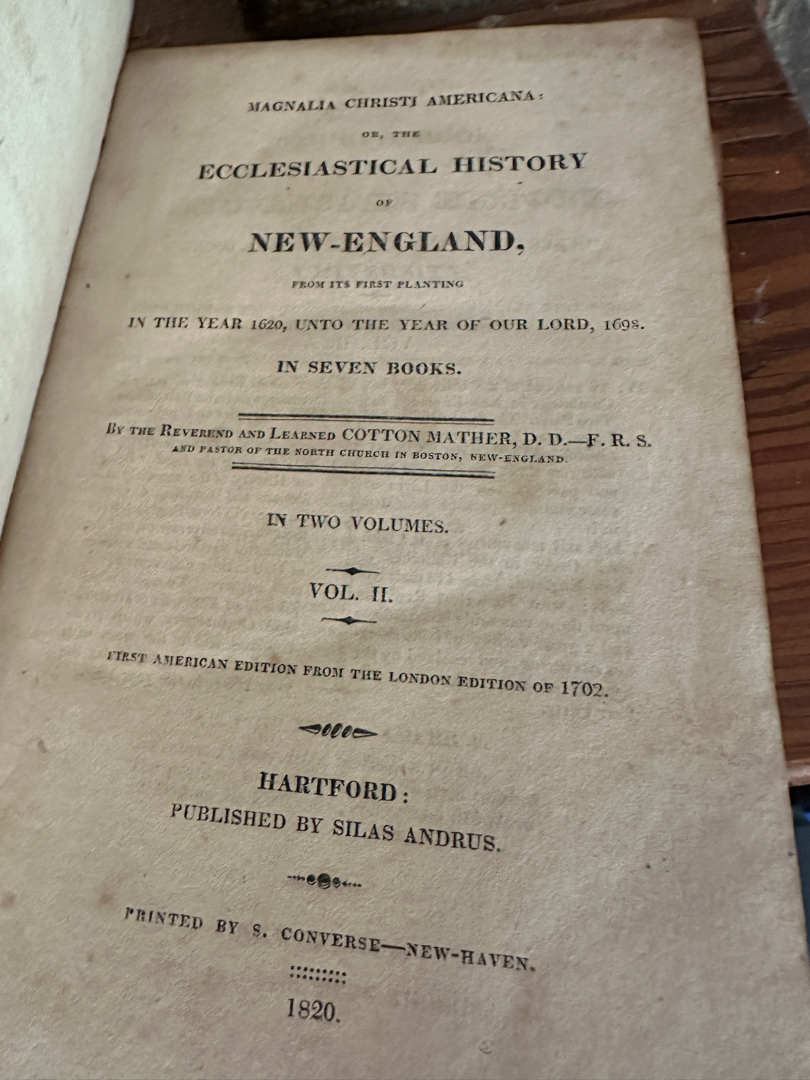 MAGNALIA CHRISTI AMERICANA:
OR, THE
ECCLESIASTICAL HISTORY
OF
NEW-ENGLAND,
FROM ITS FIRST PLANTING
IN THE YEAR 1620, UNTO THE YEAR OF OUR LORD, 1698.
IN SEVEN BOOKS.
BY THE REVEREND AND LEARNED COTTON MATHER, D. D.—F. R. S.
AND PASTOR OF THE NORTH CHURCH IN BOSTON, NEW-ENGLAND.
IN TWO VOLUMES.
VOL. II.
FIRST AMERICAN EDITION FROM THE LONDON EDITION OF 1702.
HARTFORD:
PUBLISHED BY SILAS ANDRUS.
PRINTED BY S. CONVERSE—NEW-HAVEN.
1820.